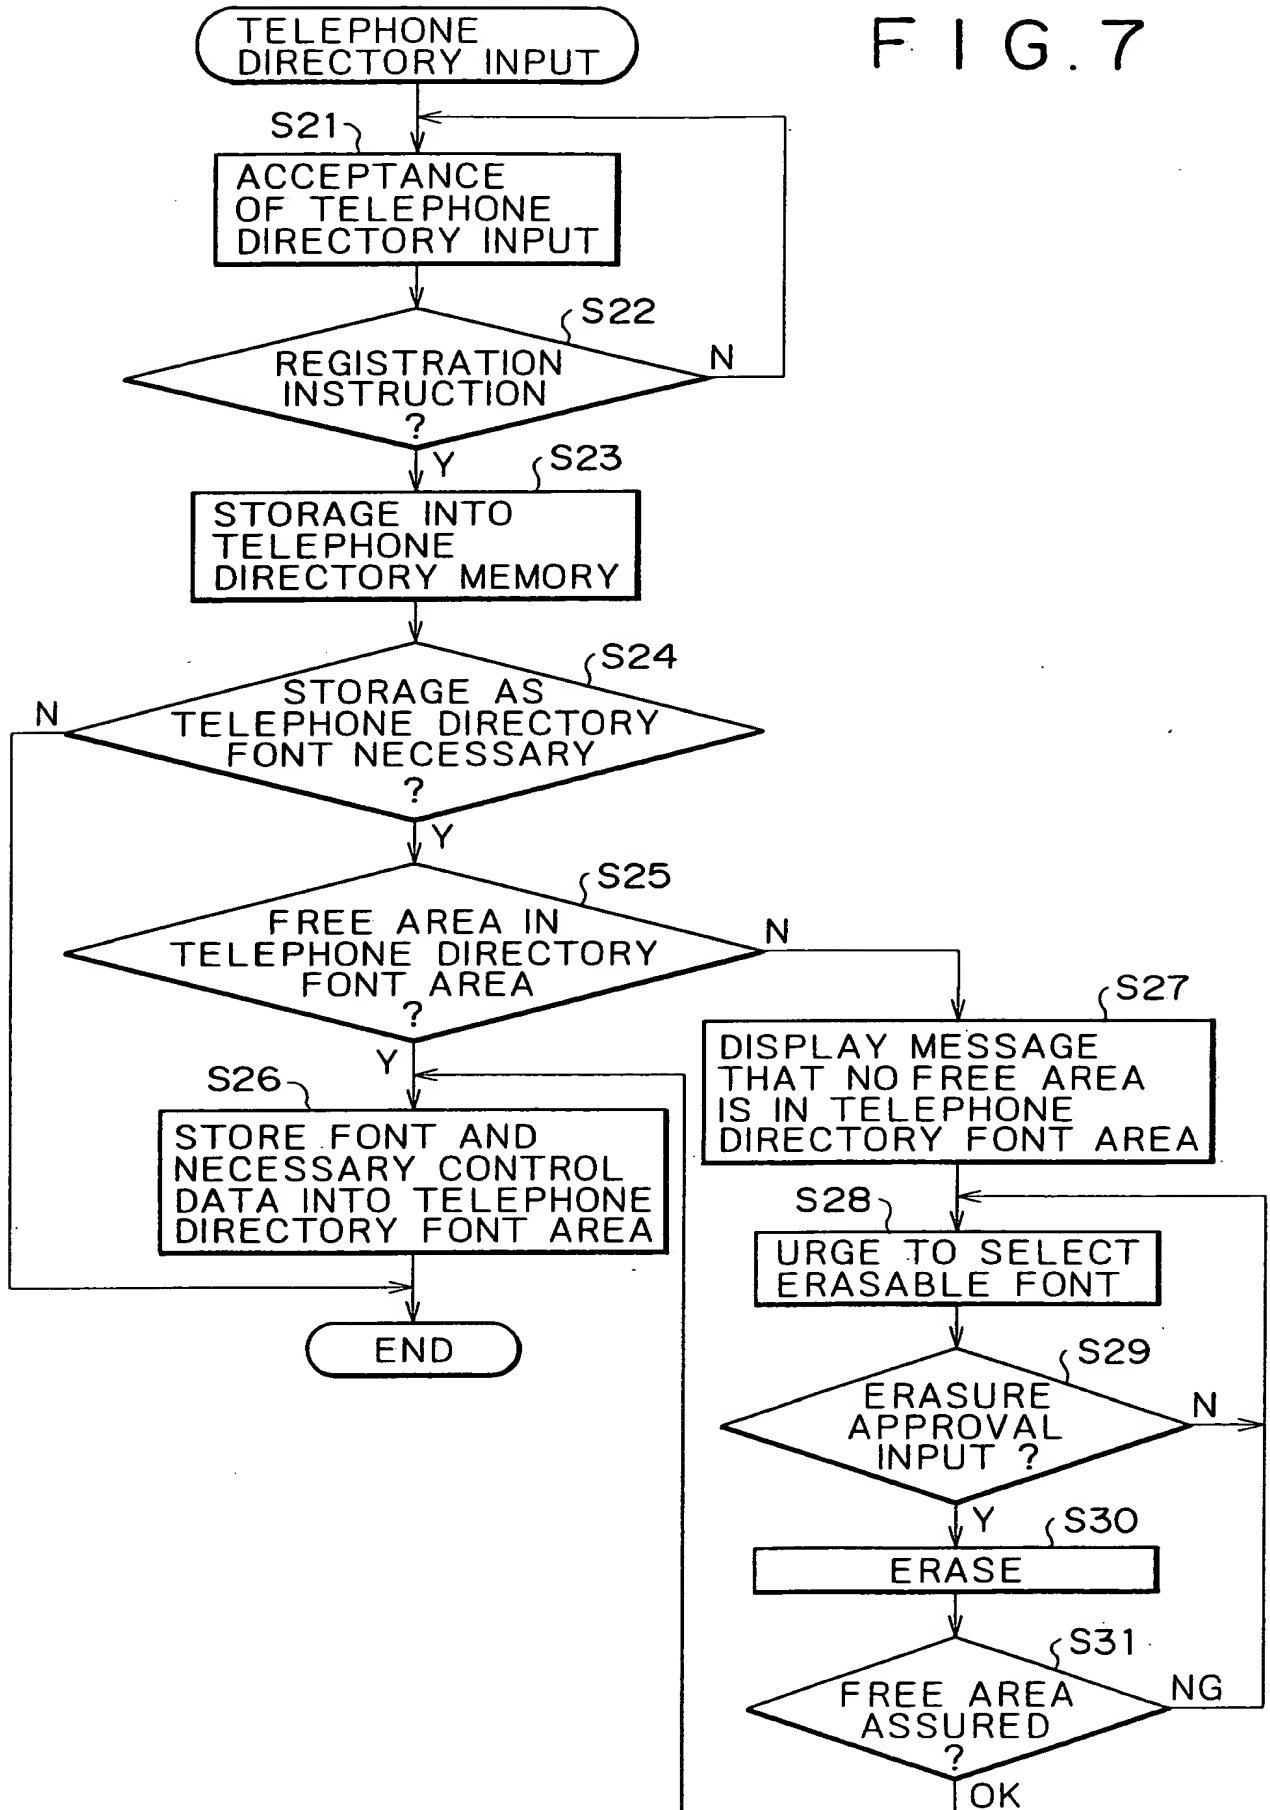 FIG.7
TELEPHONE
DIRECTORY INPUT
S21
ACCEPTANCE
OF TELEPHONE
DIRECTORY INPUT
S22
REGISTRATION
INSTRUCTION
?
N
Y
S23
STORAGE INTO
TELEPHONE
DIRECTORY MEMORY
S24
STORAGE AS
TELEPHONE DIRECTORY
FONT NECESSARY
?
N
Y
S25
FREE AREA IN
TELEPHONE DIRECTORY
FONT AREA
?
N
Y
S26
STORE FONT AND
NECESSARY CONTROL
DATA INTO TELEPHONE
DIRECTORY FONT AREA
END
S27
DISPLAY MESSAGE
THAT NO FREE AREA
IS IN TELEPHONE
DIRECTORY FONT AREA
S28
URGE TO SELECT
ERASABLE FONT
S29
ERASURE
APPROVAL
INPUT ?
N
Y
S30
ERASE
S31
FREE AREA
ASSURED
?
NG
OK